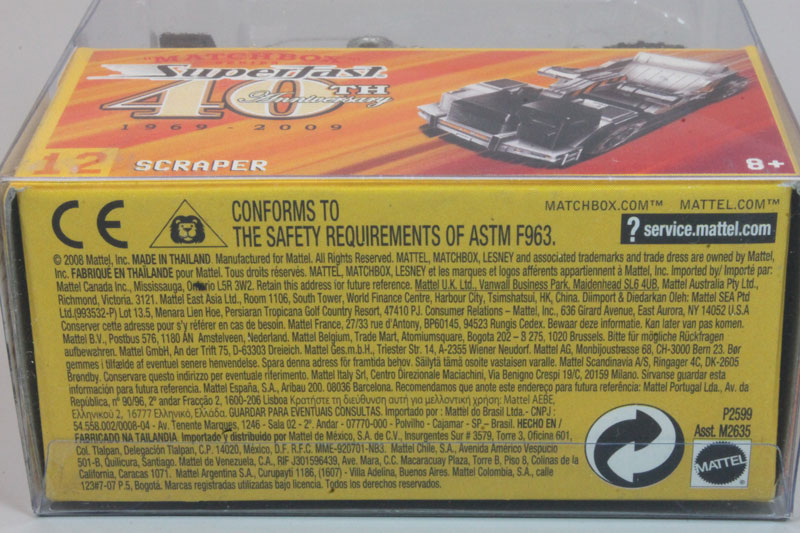 MATCHBOX
Superfast
40TH
Anniversary
1969 - 2009
12 SCRAPER
8+
CONFORMS TO
THE SAFETY REQUIREMENTS OF ASTM F963.
MATCHBOX.COM™ MATTEL.COM™
? service.mattel.com
© 2008 Mattel, Inc. MADE IN THAILAND. Manufactured for Mattel. All Rights Reserved. MATTEL, MATCHBOX, LESNEY and associated trademarks and trade dress are owned by Mattel,
Inc. FABRIQUÉ EN THAÏLANDE pour Mattel. Tous droits réservés. MATTEL, MATCHBOX, LESNEY et les marques et logos afférents appartiennent à Mattel, Inc. Imported by/ Importé par:
Mattel Canada Inc., Mississauga, Ontario L5R 3W2. Retain this address for future reference. Mattel U.K. Ltd., Vanwall Business Park, Maidenhead SL6 4UB. Mattel Australia Pty Ltd.,
Richmond, Victoria. 3121. Mattel East Asia Ltd., Room 1106, South Tower, World Finance Centre, Harbour City, Tsimshatsui, HK, China. Diimport & Diedarkan Oleh: Mattel SEA Ptd
Ltd.(993532-P) Lot 13.5, Menara Lien Hoe, Persiaran Tropicana Golf Country Resort, 47410 PJ. Consumer Relations – Mattel, Inc., 636 Girard Avenue, East Aurora, NY 14052 U.S.A
Conserver cette adresse pour s'y référer en cas de besoin. Mattel France, 27/33 rue d'Antony, BP60145, 94523 Rungis Cedex. Bewaar deze informatie. Kan later van pas komen.
Mattel B.V., Postbus 576, 1180 AN Amstelveen, Nederland. Mattel Belgium, Trade Mart, Atomiumsquare, Bogota 202 – B 275, 1020 Brussels. Bitte für mögliche Rückfragen
aufbewahren. Mattel GmbH, An der Trift 75, D-63303 Dreieich. Mattel Ges.m.b.H., Triester Str. 14, A-2355 Wiener Neudorf. Mattel AG, Monbijoustrasse 68, CH-3000 Bern 23. Bør
gemmes i tilfælde af eventuel senere henvendelse. Spara denna adress för framtida behov. Säilytä tämä osoite vastaisen varalle. Mattel Scandinavia A/S, Ringager 4C, DK-2605
Brøndby. Conservare questo indirizzo per eventuale riferimento. Mattel Italy Srl, Centro Direzionale Maciachini, Via Benigno Crespi 19/C, 20159 Milano. Sirvanse guardar esta
información para futura referencia. Mattel España, S.A., Aribau 200. 08036 Barcelona. Recomendamos que anote este endereço para futura referência: Mattel Portugal Lda., Av. da
República, nº 90/96, 2º andar Fracção 2, 1600-206 Lisboa Κρατήστε τη διεύθυνση αυτή για μελλοντική χρήση: Mattel AEBE,
Ελληνικού 2, 16777 Ελληνικό, Ελλάδα. GUARDAR PARA EVENTUAIS CONSULTAS. Importado por : Mattel do Brasil Ltda.- CNPJ :
54.558.002/0008-04 - Av. Tenente Marques, 1246 - Sala 02 - 2º. Andar - 07770-000 - Polvilho - Cajamar - SP.– Brasil. HECHO EN /
FABRICADO NA TAILANDIA. Importado y distribuido por Mattel de México, S.A. de C.V., Insurgentes Sur # 3579, Torre 3, Oficina 601,
Col. Tlalpan, Delegación Tlalpan, C.P. 14020, México, D.F. R.F.C. MME-920701-NB3. Mattel Chile, S.A., Avenida Américo Vespucio
501-B, Quilicura, Santiago. Mattel de Venezuela, C.A., RIF J301596439, Ave. Mara, C.C. Macaracuay Plaza, Torre B, Piso 8, Colinas de la
California, Caracas 1071. Mattel Argentina S.A., Curupaytí 1186, (1607) - Villa Adelina, Buenos Aires. Mattel Colombia, S.A., calle
123#7-07 P.5, Bogotá. Marcas registradas utilizadas bajo licencia. Todos los derechos reservados.
P2599
Asst. M2635
MATTEL